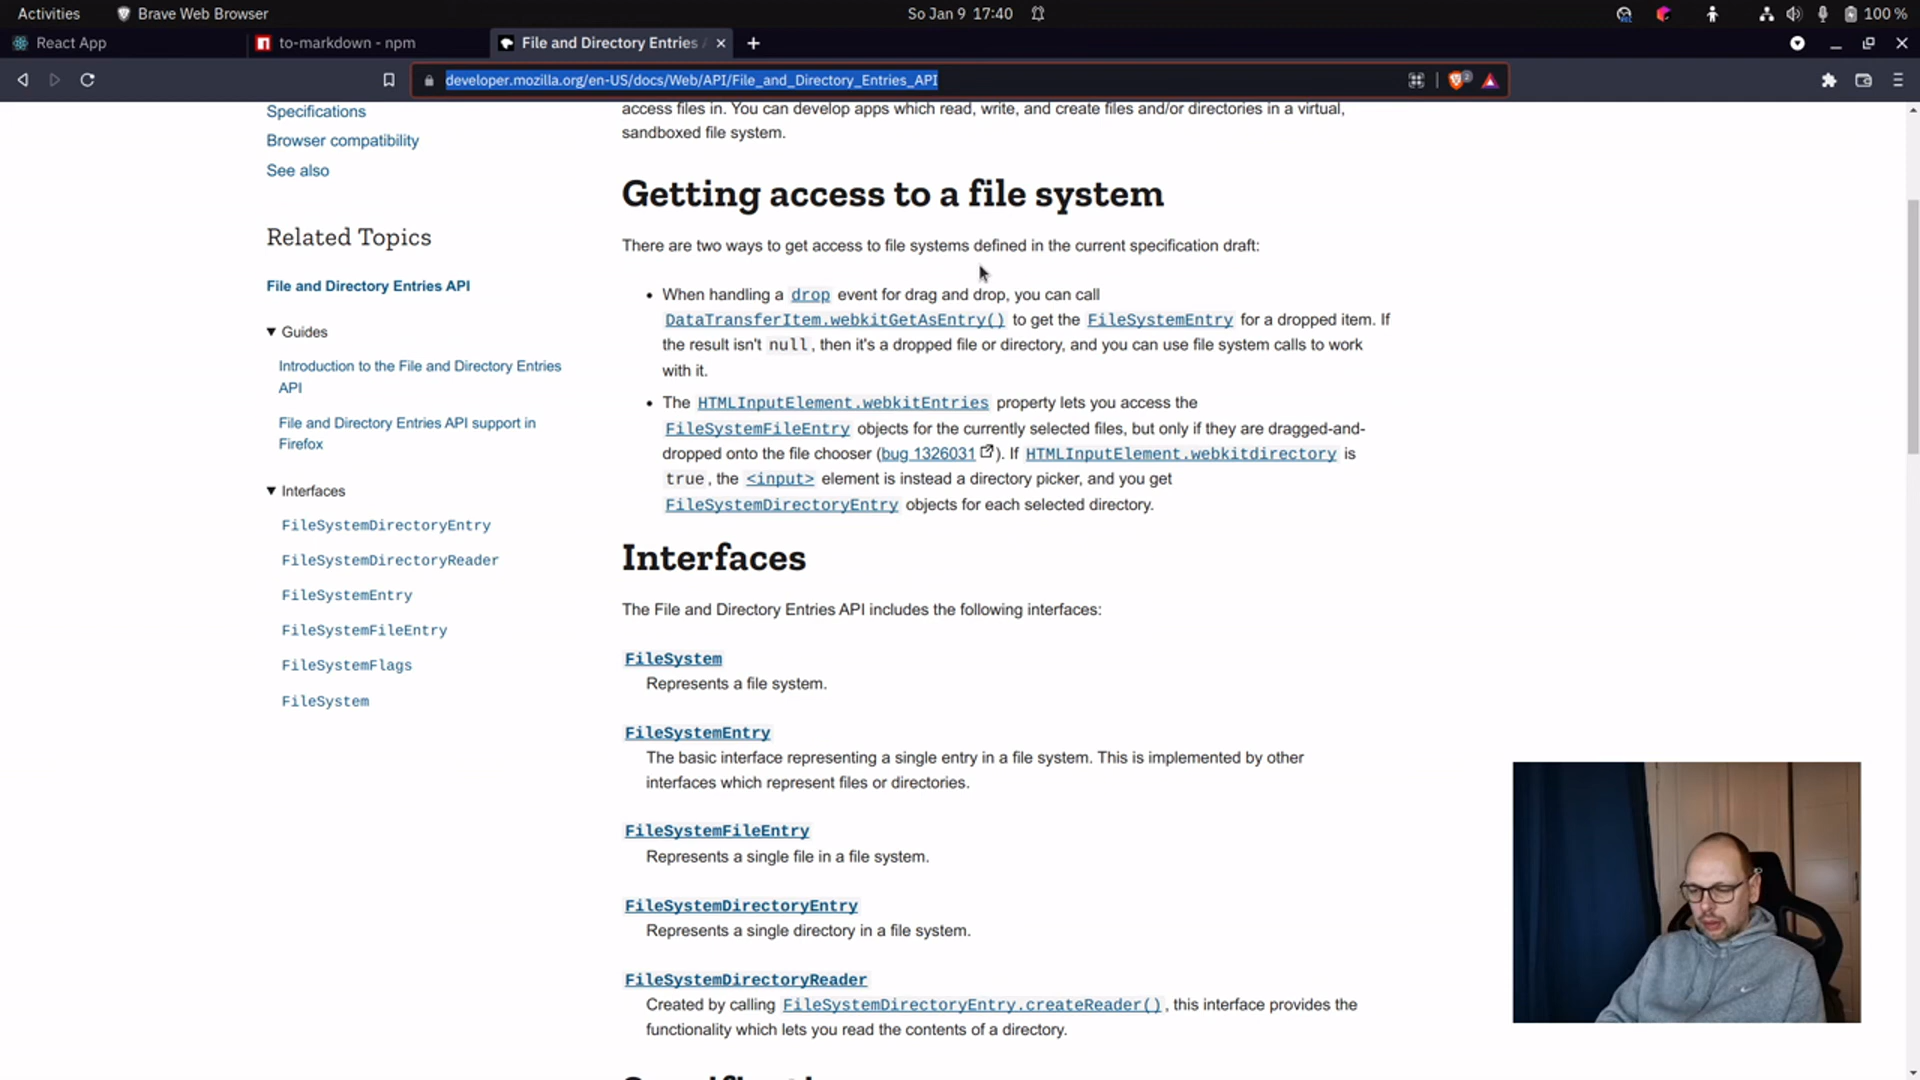 Activities
Brave Web Browser
So Jan 9 17:40
100 %
React App
to-markdown - npm
File and Directory Entries
developer.mozilla.org/en-US/docs/Web/API/File_and_Directory_Entries_API
2
Specifications
Browser compatibility
See also
Related Topics
File and Directory Entries API
Guides
Introduction to the File and Directory Entries
API
File and Directory Entries API support in
Firefox
Interfaces
FileSystemDirectoryEntry
FileSystemDirectoryReader
FileSystemEntry
FileSystemFileEntry
FileSystemFlags
FileSystem
access files in. You can develop apps which read, write, and create files and/or directories in a virtual,
sandboxed file system.
Getting access to a file system
There are two ways to get access to file systems defined in the current specification draft:
• When handling a drop event for drag and drop, you can call
DataTransferItem.webkitGetAsEntry() to get the FileSystemEntry for a dropped item. If
the result isn't null, then it's a dropped file or directory, and you can use file system calls to work
with it.
• The HTMLInputElement.webkitEntries property lets you access the
FileSystemFileEntry objects for the currently selected files, but only if they are dragged-and-
dropped onto the file chooser (bug 1326031). If HTMLInputElement.webkitdirectory is
true, the <input> element is instead a directory picker, and you get
FileSystemDirectoryEntry objects for each selected directory.
Interfaces
The File and Directory Entries API includes the following interfaces:
FileSystem
Represents a file system.
FileSystemEntry
The basic interface representing a single entry in a file system. This is implemented by other
interfaces which represent files or directories.
FileSystemFileEntry
Represents a single file in a file system.
FileSystemDirectoryEntry
Represents a single directory in a file system.
FileSystemDirectoryReader
Created by calling FileSystemDirectoryEntry.createReader(), this interface provides the
functionality which lets you read the contents of a directory.